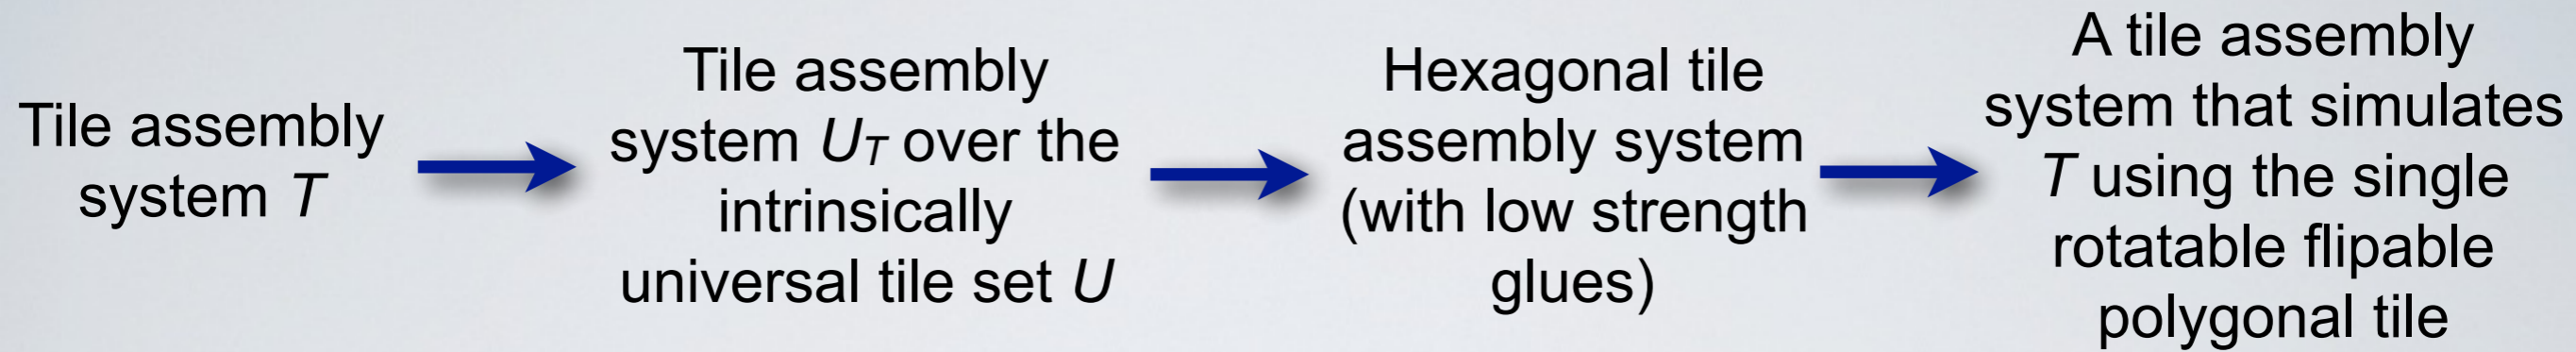 Tile assembly
system T
Tile assembly
system U_T over the
intrinsically
universal tile set U
Hexagonal tile
assembly system
(with low strength
glues)
A tile assembly
system that simulates
T using the single
rotatable flipable
polygonal tile